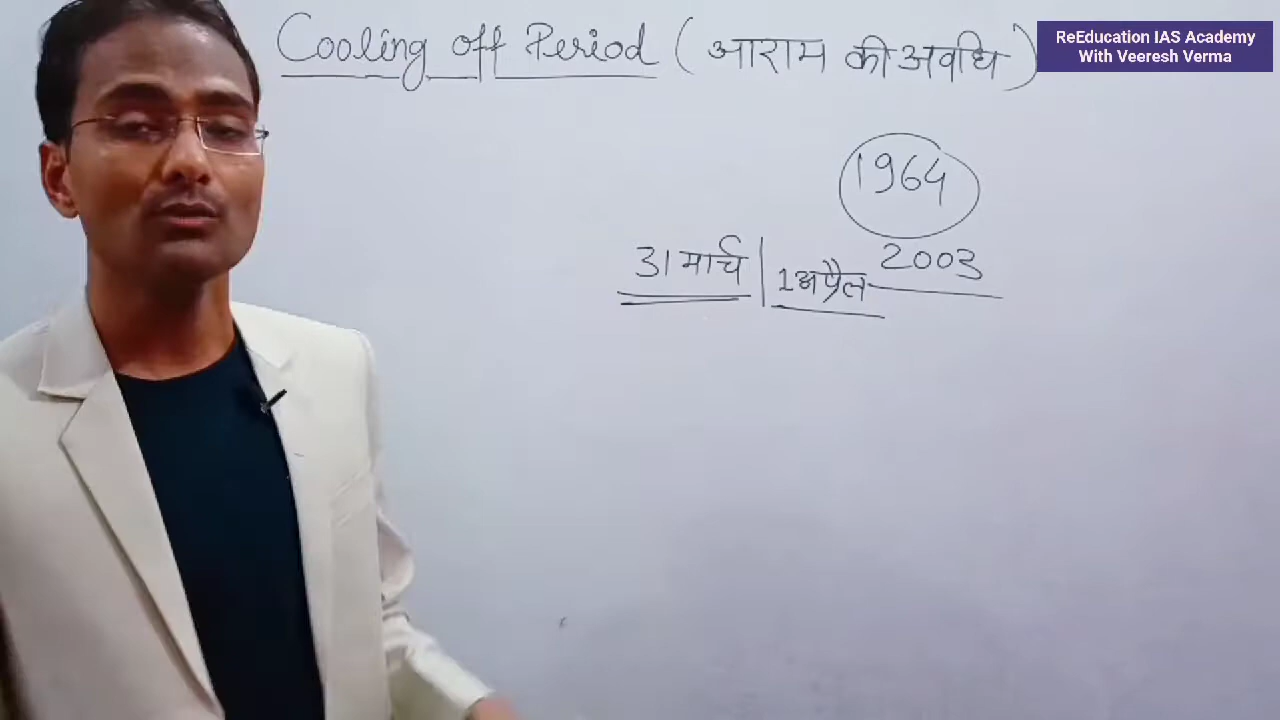 Cooling off Period (आराम की अवधि)
ReEducation IAS Academy
With Veeresh Verma
1964
31 मार्च | 1 अप्रैल 2003